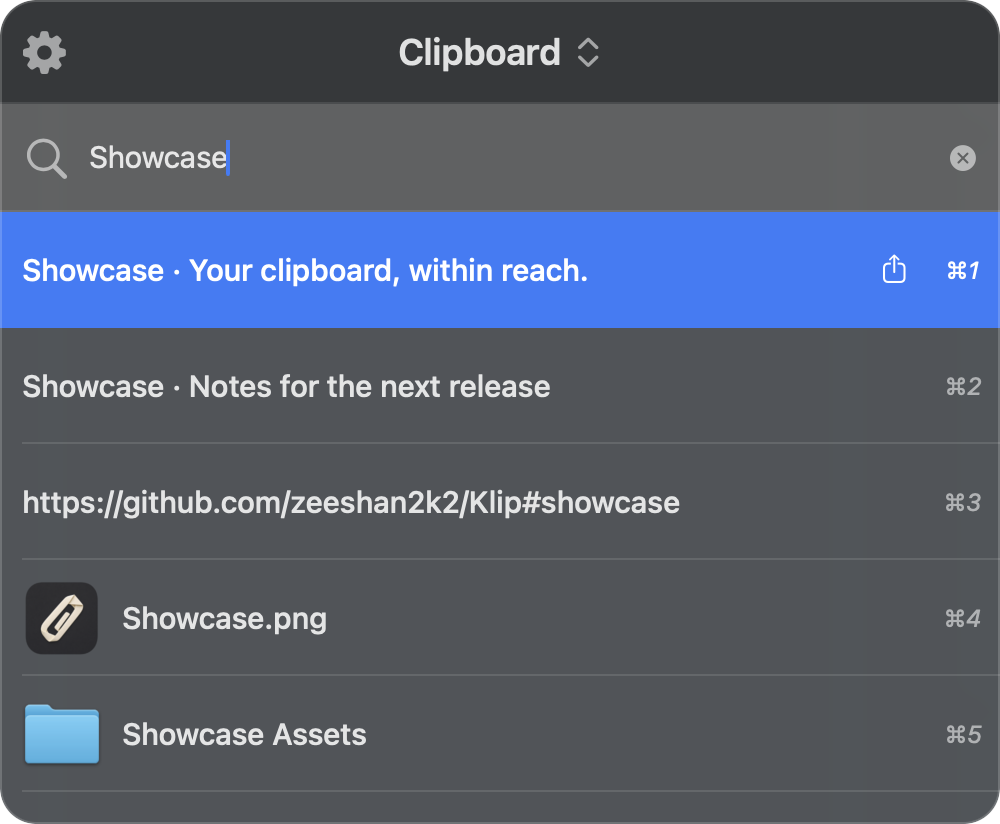 Clipboard
Showcase
Showcase · Your clipboard, within reach. ⌘1
Showcase · Notes for the next release ⌘2
https://github.com/zeeshan2k2/Klip#showcase ⌘3
Showcase.png ⌘4
Showcase Assets ⌘5